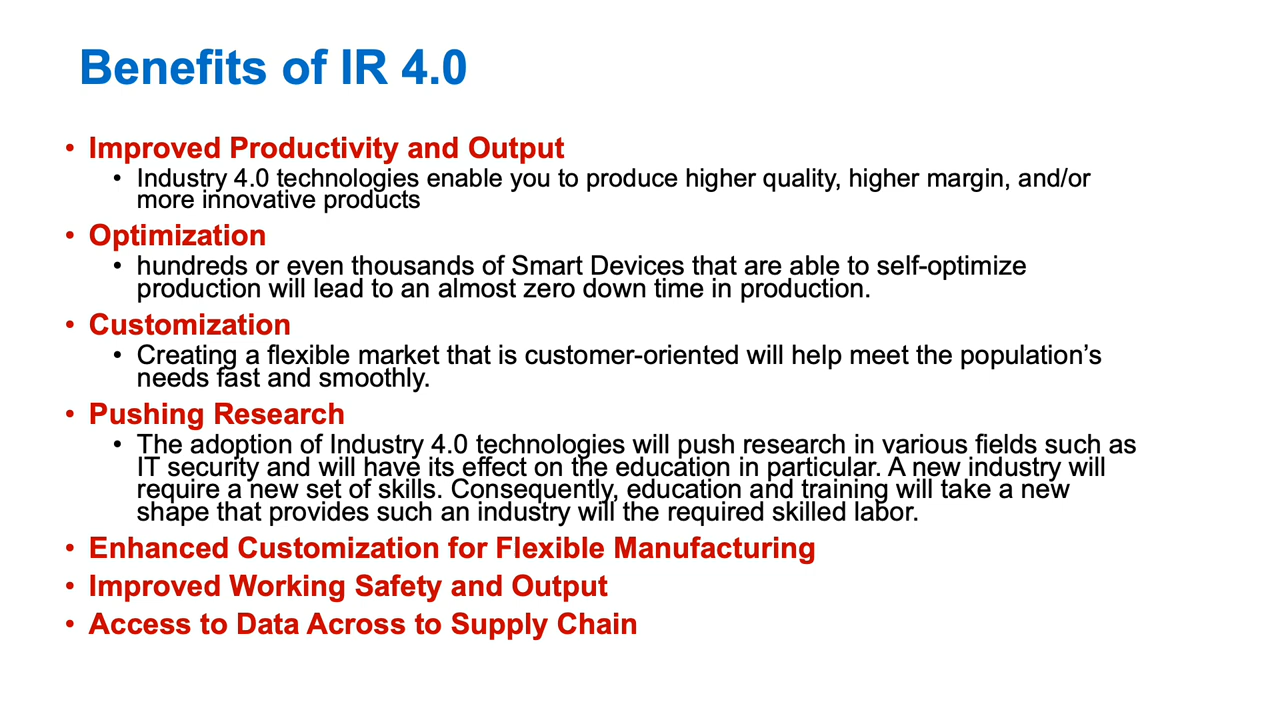 Benefits of IR 4.0
• Improved Productivity and Output
• Industry 4.0 technologies enable you to produce higher quality, higher margin, and/or
more innovative products
• Optimization
• hundreds or even thousands of Smart Devices that are able to self-optimize
production will lead to an almost zero down time in production.
• Customization
• Creating a flexible market that is customer-oriented will help meet the population’s
needs fast and smoothly.
• Pushing Research
• The adoption of Industry 4.0 technologies will push research in various fields such as
IT security and will have its effect on the education in particular. A new industry will
require a new set of skills. Consequently, education and training will take a new
shape that provides such an industry will the required skilled labor.
• Enhanced Customization for Flexible Manufacturing
• Improved Working Safety and Output
• Access to Data Across to Supply Chain